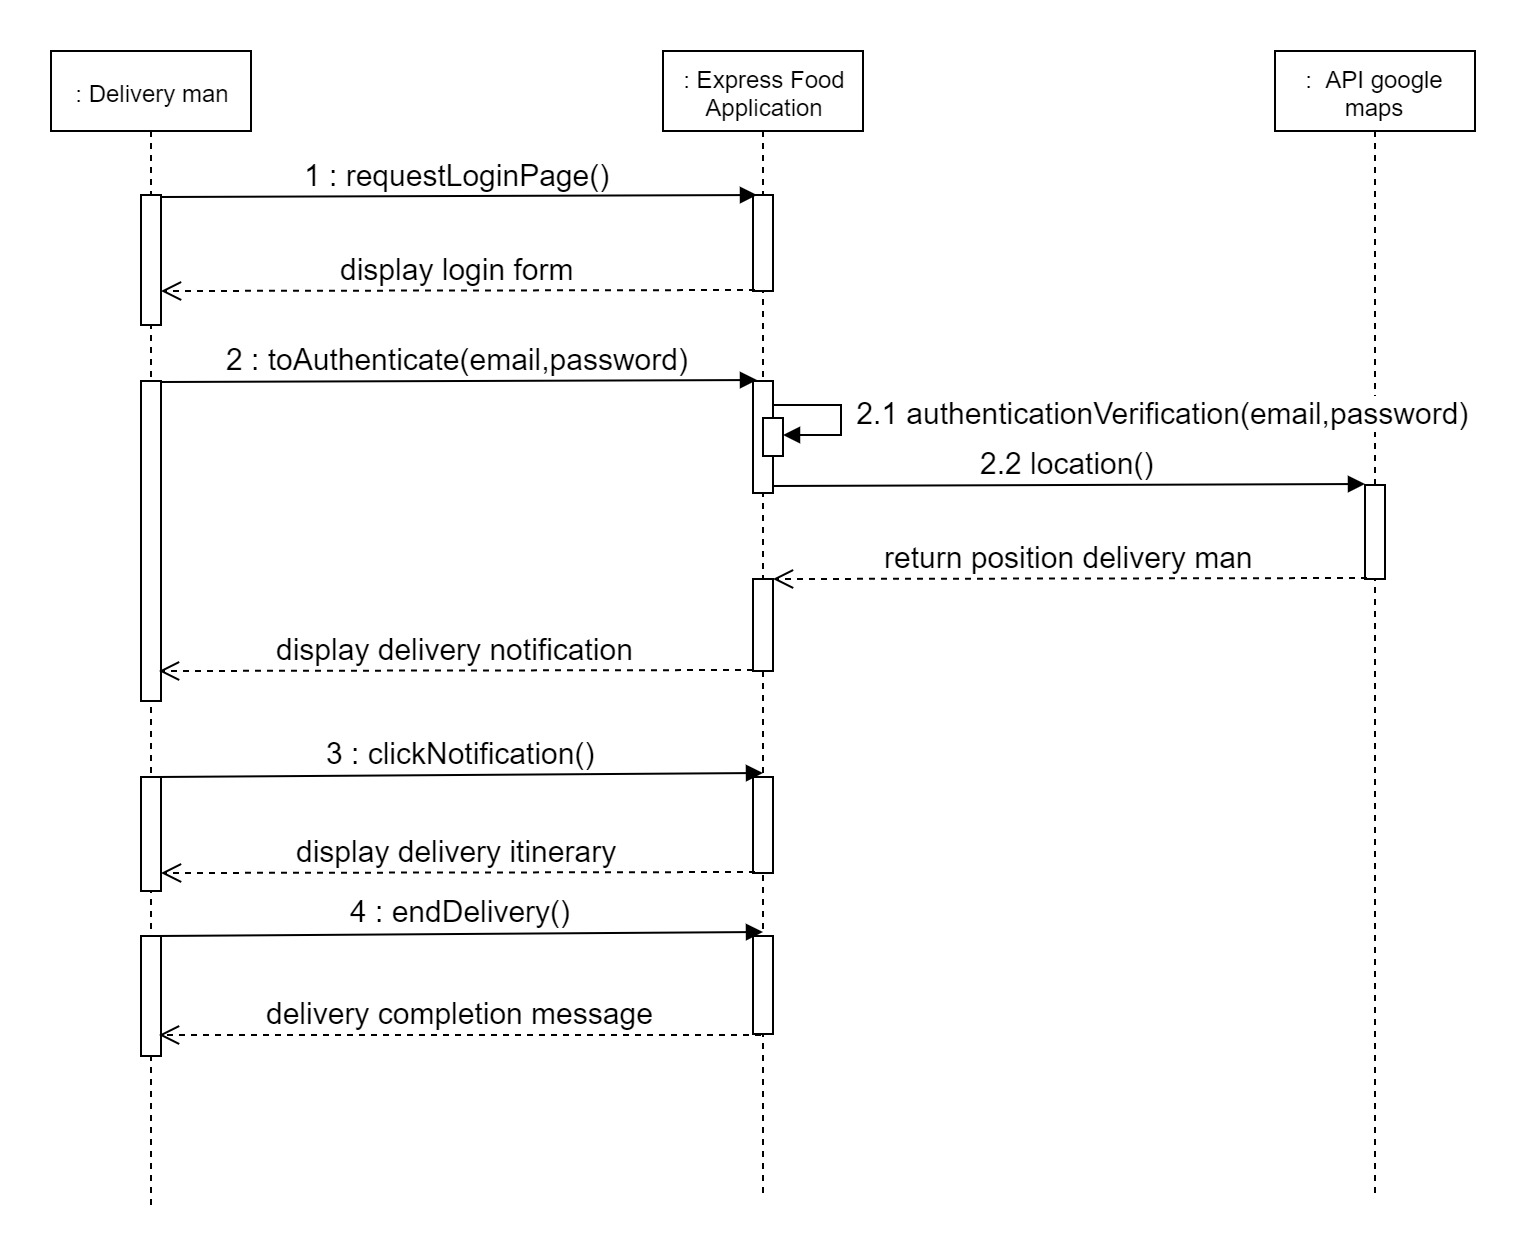 : Delivery man
: Express Food
Application
:  API google
maps
1 : requestLoginPage()
display login form
2 : toAuthenticate(email,password)
2.1 authenticationVerification(email,password)
2.2 location()
return position delivery man
display delivery notification
3 : clickNotification()
display delivery itinerary
4 : endDelivery()
delivery completion message